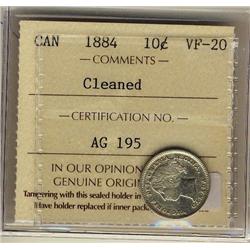 CAN 1884 10¢ VF-20
— COMMENTS —
Cleaned
— CERTIFICATION NO. —
AG 195
IN OUR OPINION
GENUINE ORIGIN
Tampering with this sealed holder in
Have holder replaced if inner pack